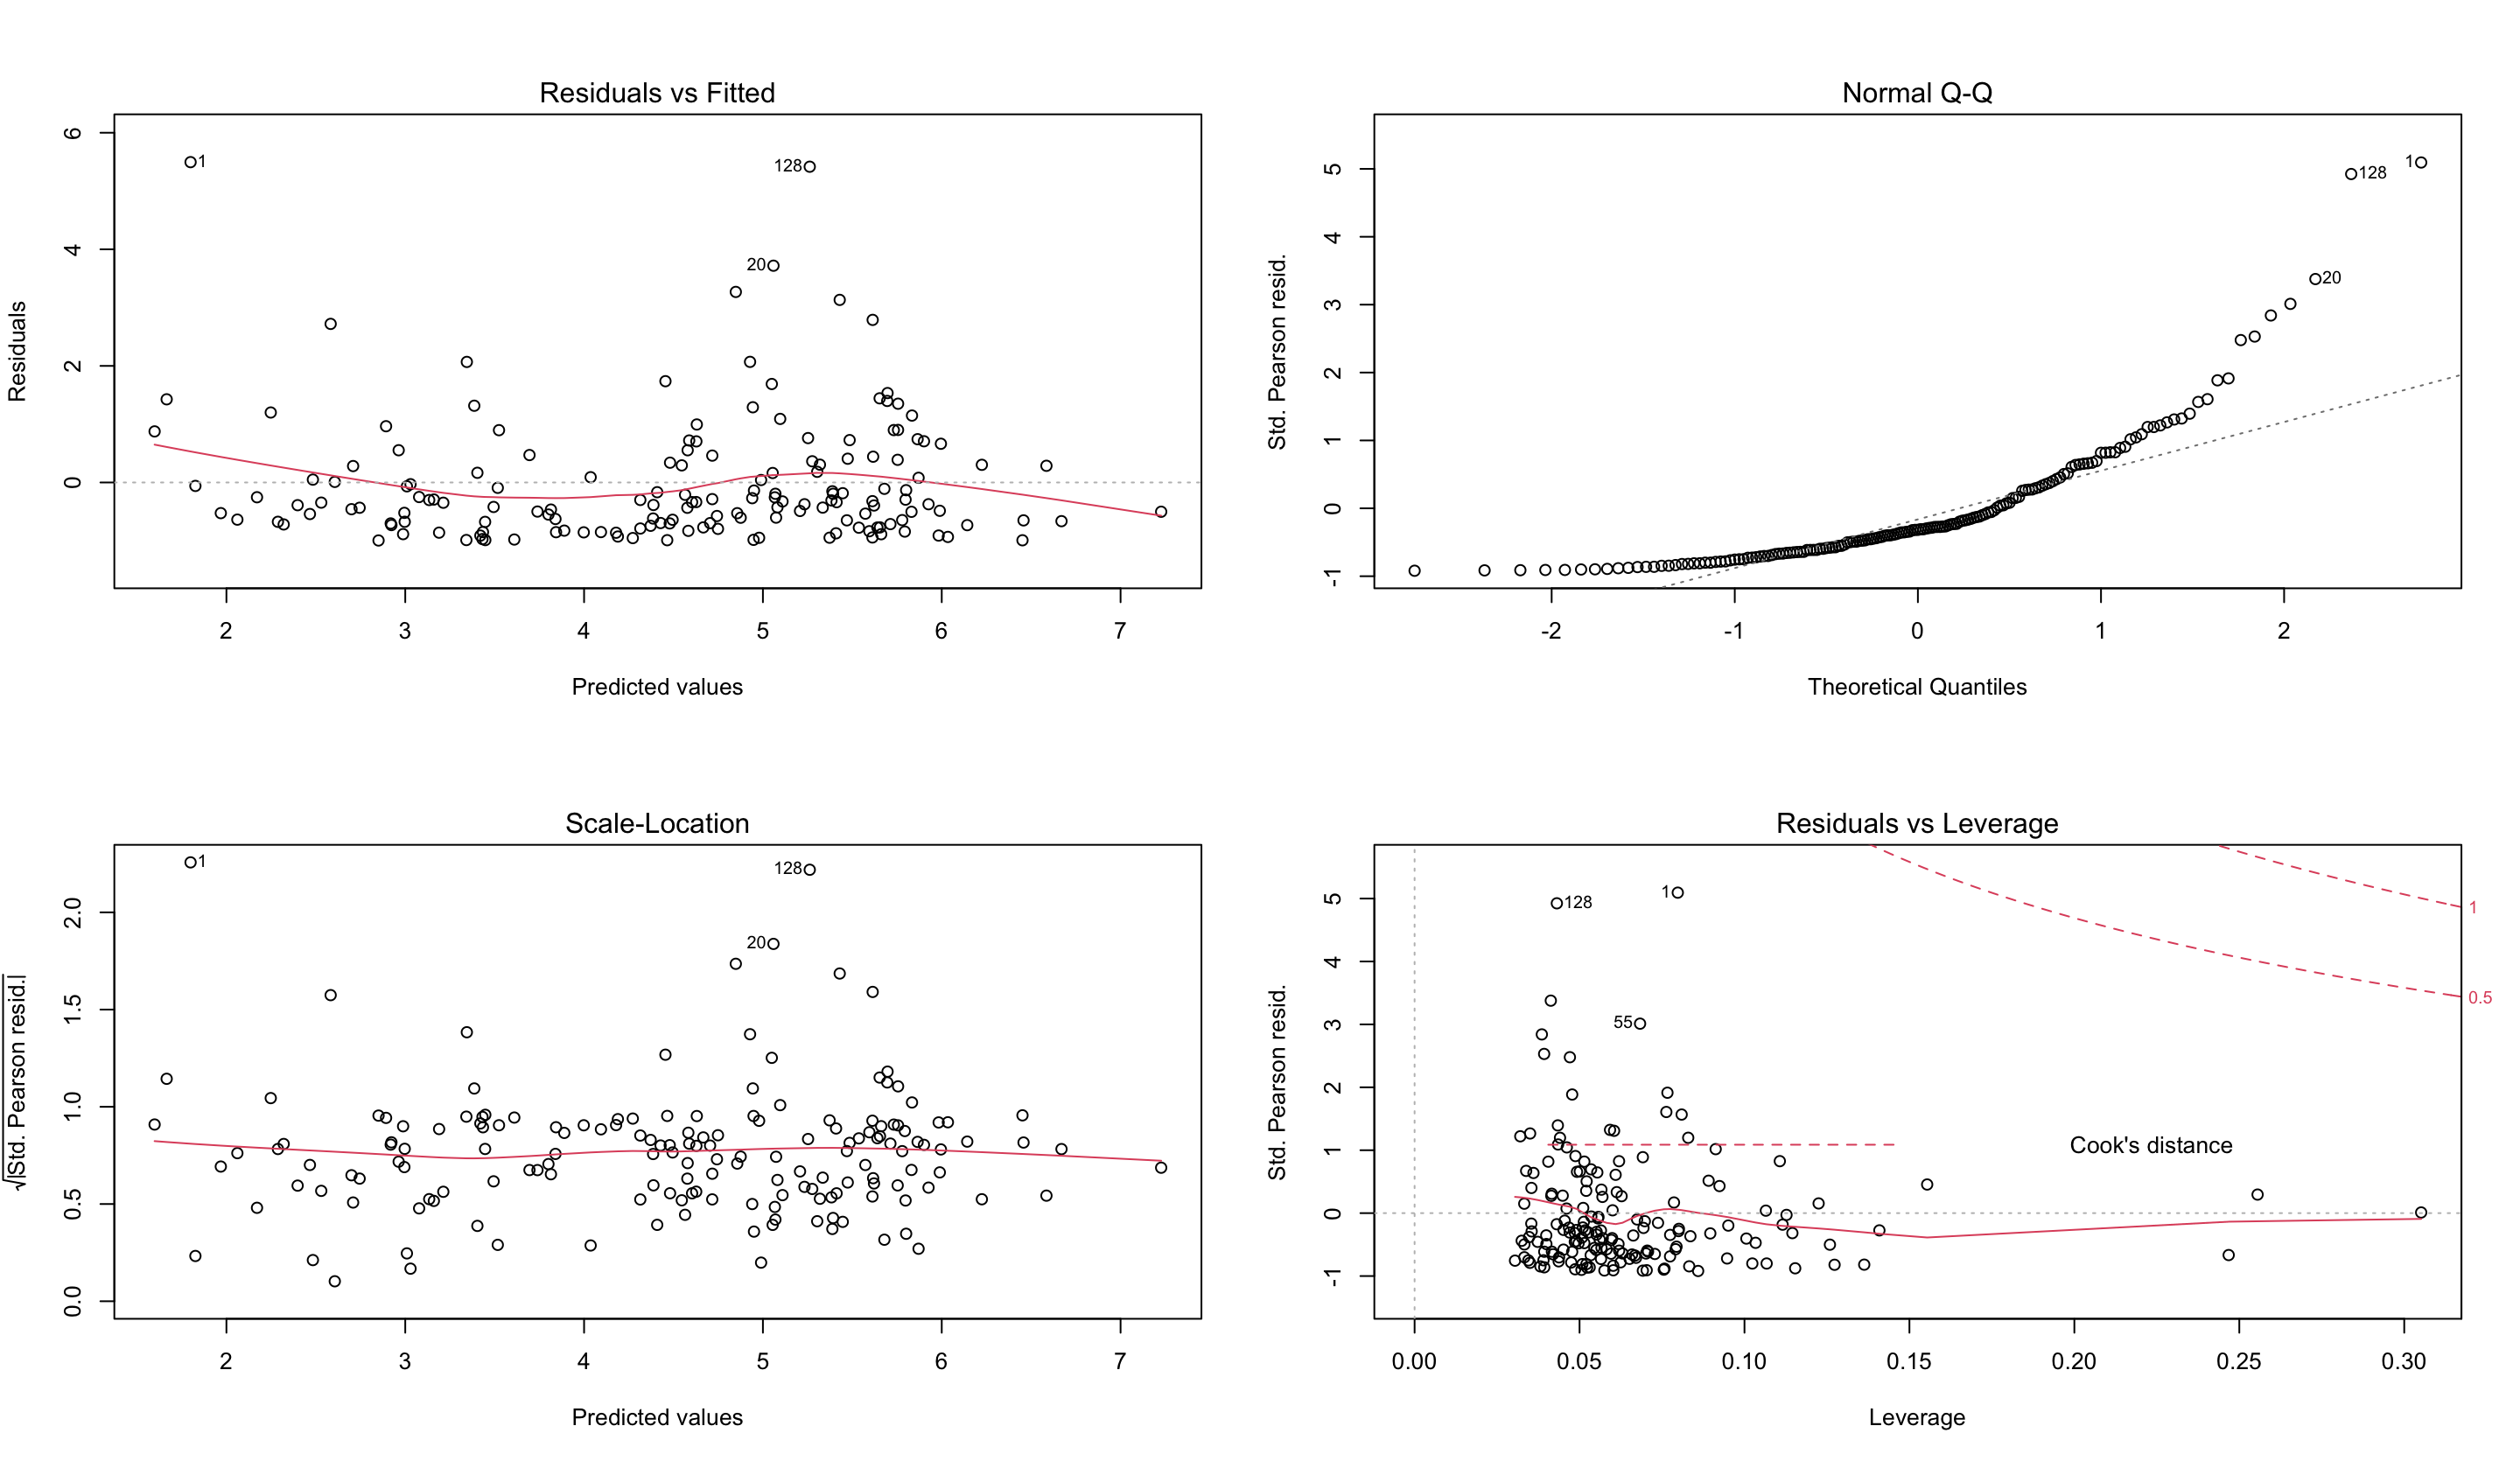 Residuals vs Fitted
Residuals
6
4
2
0
1
128
20
2 3 4 5 6 7
Predicted values
Normal Q-Q
Std. Pearson resid.
5
4
3
2
1
0
-1
1
128
20
-2 -1 0 1 2
Theoretical Quantiles
Scale-Location
√|Std. Pearson resid.|
2.0
1.5
1.0
0.5
0.0
1
128
20
2 3 4 5 6 7
Predicted values
Residuals vs Leverage
Std. Pearson resid.
5
4
3
2
1
0
-1
128
1
55
1
0.5
Cook's distance
0.00 0.05 0.10 0.15 0.20 0.25 0.30
Leverage